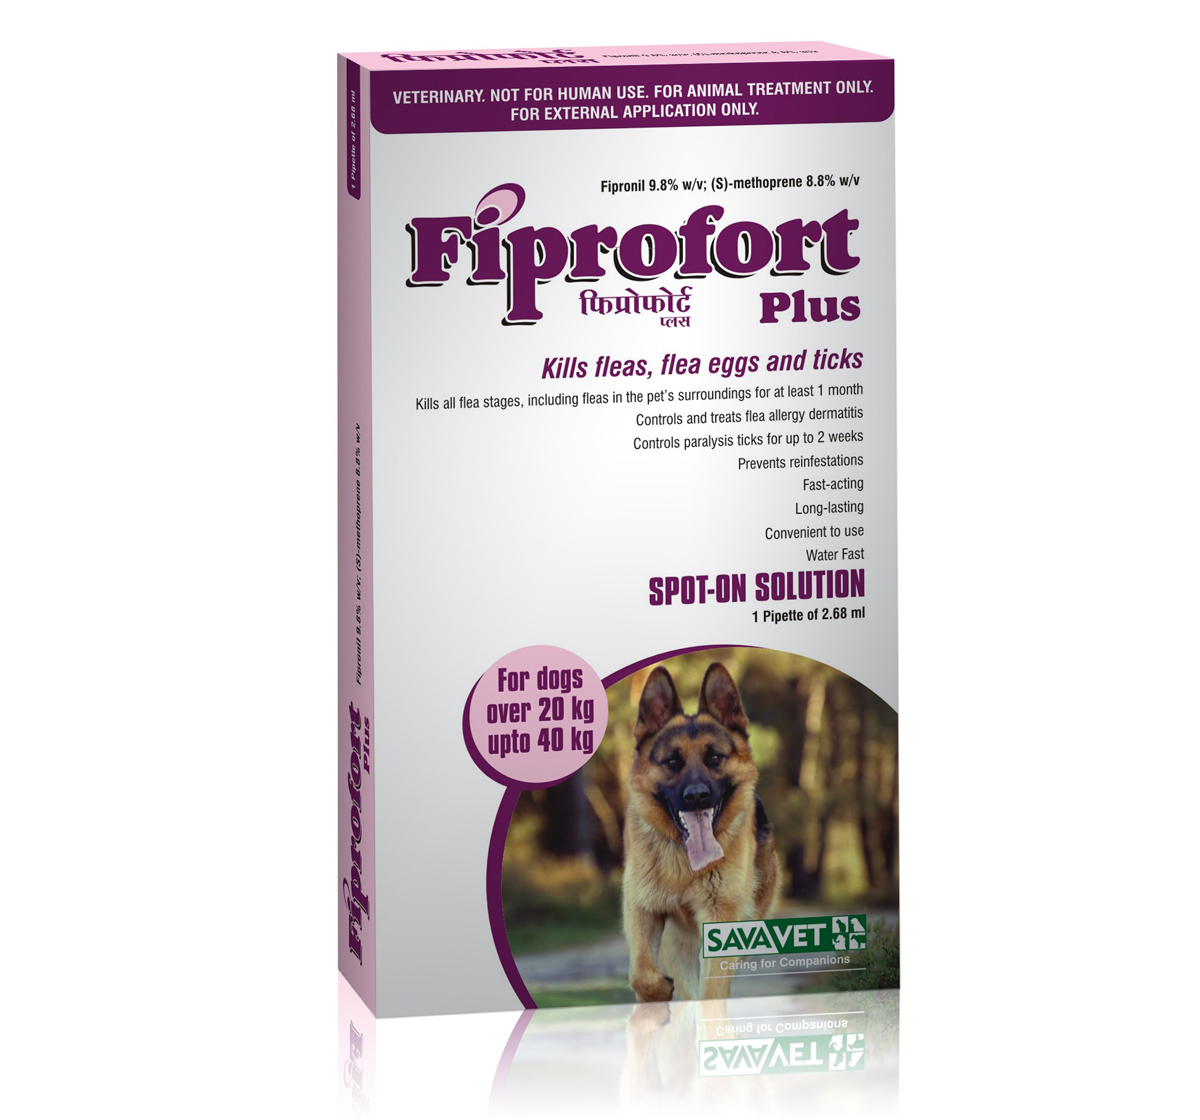 फिप्रोफोर्ट
प्लस
VETERINARY. NOT FOR HUMAN USE. FOR ANIMAL TREATMENT ONLY.
FOR EXTERNAL APPLICATION ONLY.
Fipronil 9.8% w/v; (S)-methoprene 8.8% w/v
Fiprofort
फिप्रोफोर्ट
प्लस
Plus
Kills fleas, flea eggs and ticks
Kills all flea stages, including fleas in the pet's surroundings for at least 1 month
Controls and treats flea allergy dermatitis
Controls paralysis ticks for up to 2 weeks
Prevents reinfestations
Fast-acting
Long-lasting
Convenient to use
Water Fast
SPOT-ON SOLUTION
1 Pipette of 2.68 ml
For dogs
over 20 kg
upto 40 kg
SAVAVET
Caring for Companions
1 Pipette of 2.68 ml
Fipronil 9.8% w/v; (S)-methoprene 8.8% w/v
Fiprofort
Plus